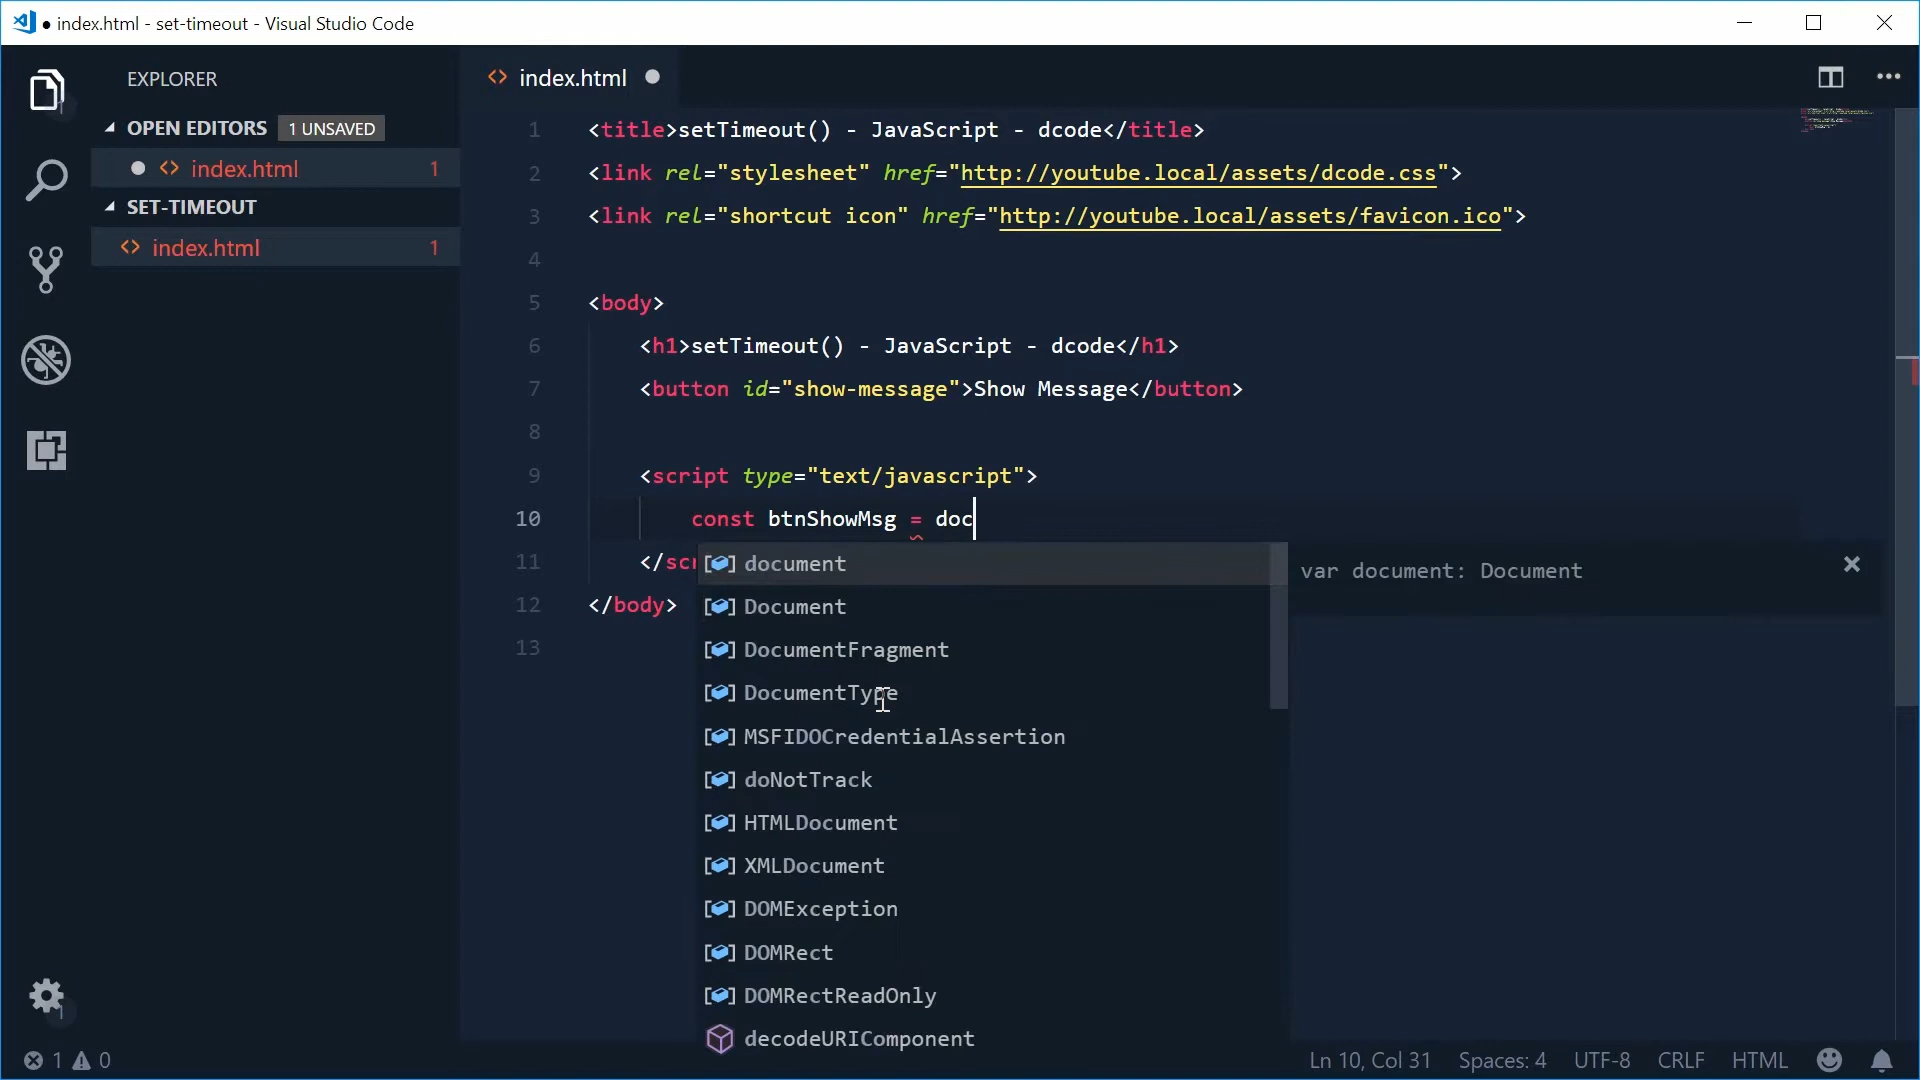 ● index.html - set-timeout - Visual Studio Code
EXPLORER
OPEN EDITORS 1 UNSAVED
index.html 1
SET-TIMEOUT
index.html 1
index.html
1 <title>setTimeout() - JavaScript - dcode</title>
2 <link rel="stylesheet" href="http://youtube.local/assets/dcode.css">
3 <link rel="shortcut icon" href="http://youtube.local/assets/favicon.ico">
4
5 <body>
6 <h1>setTimeout() - JavaScript - dcode</h1>
7 <button id="show-message">Show Message</button>
8
9 <script type="text/javascript">
10 const btnShowMsg = doc
11 </scr
12 </body>
13
document
var document: Document
Document
DocumentFragment
DocumentType
MSFIDOCredentialAssertion
doNotTrack
HTMLDocument
XMLDocument
DOMException
DOMRect
DOMRectReadOnly
decodeURIComponent
1 0
Ln 10, Col 31 Spaces: 4 UTF-8 CRLF HTML